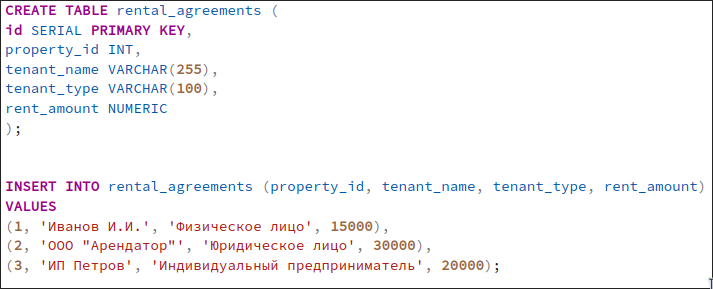 CREATE TABLE rental_agreements (
id SERIAL PRIMARY KEY,
property_id INT,
tenant_name VARCHAR(255),
tenant_type VARCHAR(100),
rent_amount NUMERIC
);
INSERT INTO rental_agreements (property_id, tenant_name, tenant_type, rent_amount)
VALUES
(1, 'Иванов И.И.', 'Физическое лицо', 15000),
(2, 'ООО "Арендатор"', 'Юридическое лицо', 30000),
(3, 'ИП Петров', 'Индивидуальный предприниматель', 20000);